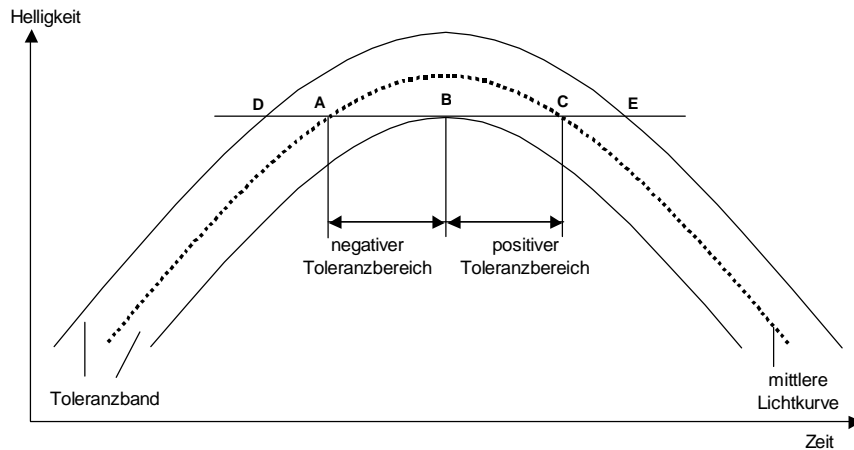 Helligkeit
D
A
B
C
E
negativer
Toleranzbereich
positiver
Toleranzbereich
Toleranzband
mittlere
Lichtkurve
Zeit